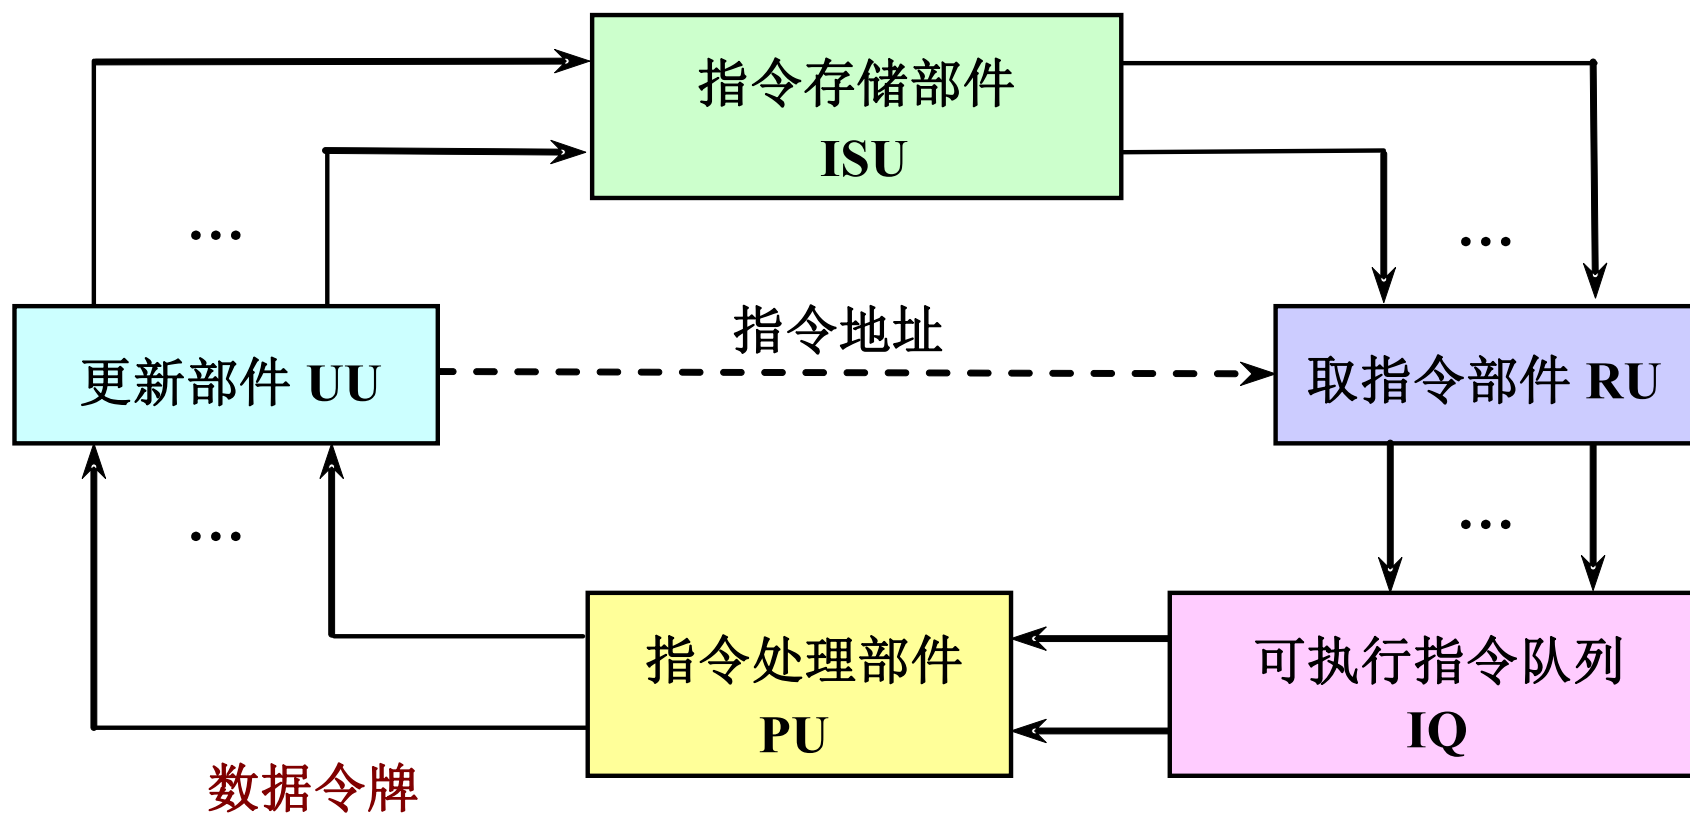 指令存储部件
ISU
...
...
指令地址
更新部件 UU
取指令部件 RU
...
...
指令处理部件
PU
可执行指令队列
IQ
数据令牌